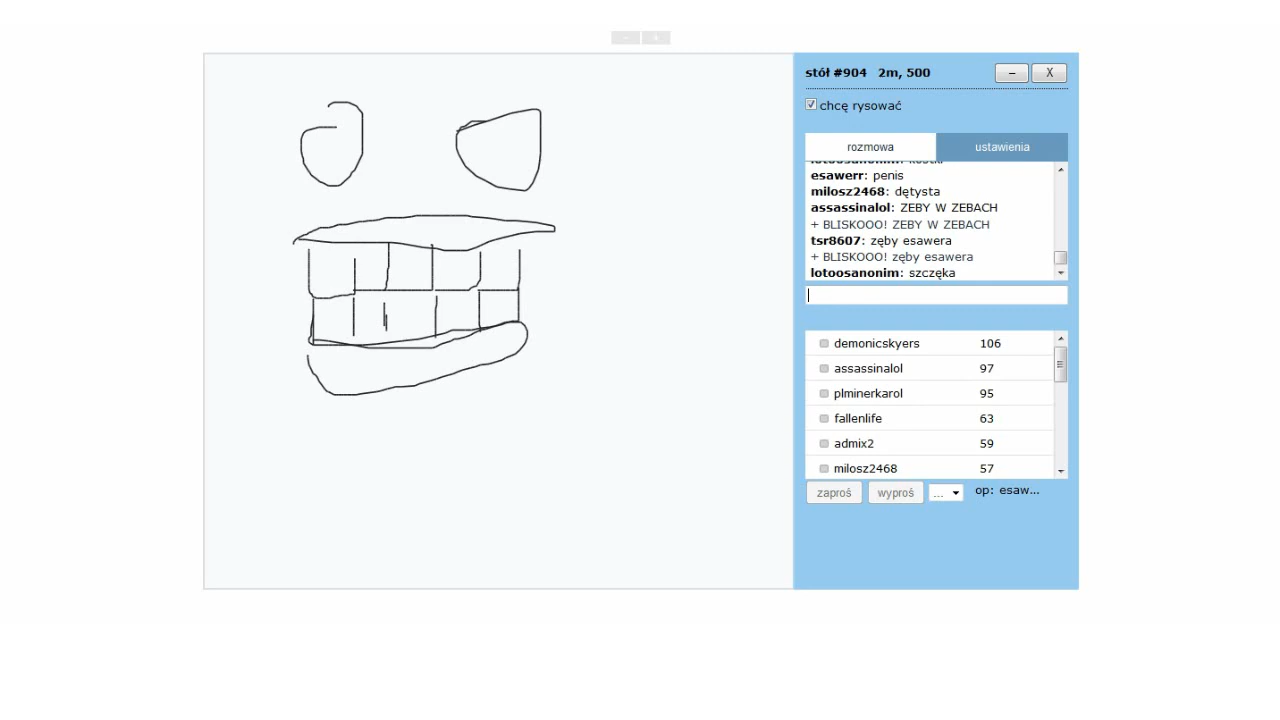 stół #904 2m, 500
– X
chcę rysować
rozmowa ustawienia
lotoosanonim: kostki
esawerr: penis
milosz2468: dętysta
assassinalol: ZEBY W ZEBACH
+ BLISKOOO! ZEBY W ZEBACH
tsr8607: zęby esawera
+ BLISKOOO! zęby esawera
lotoosanonim: szczęka
demonicskyers 106
assassinalol 97
plminerkarol 95
fallenlife 63
admix2 59
milosz2468 57
zaproś wyproś ... op: esaw...